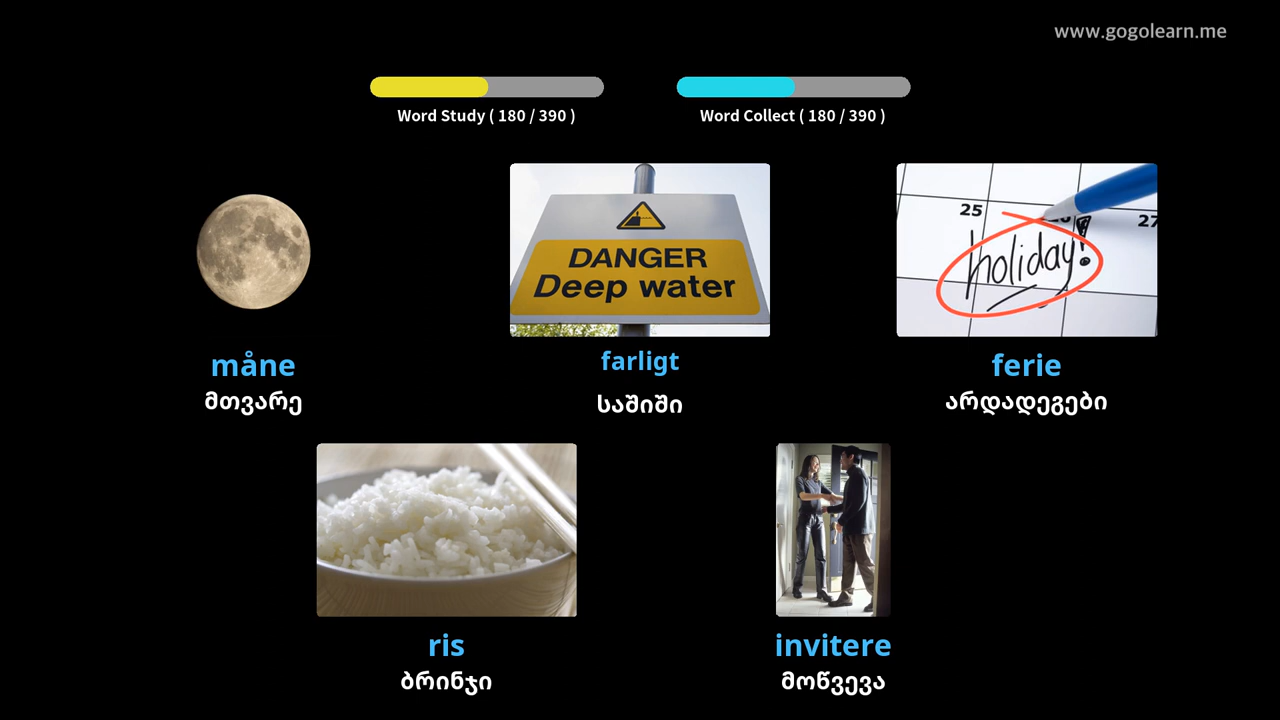 www.gogolearn.me
Word Study ( 180 / 390 )
Word Collect ( 180 / 390 )
DANGER
Deep water
25
27
holiday!
måne
farligt
ferie
მთვარე
საშიში
არდადეგები
ris
invitere
ბრინჯი
მოწვევა